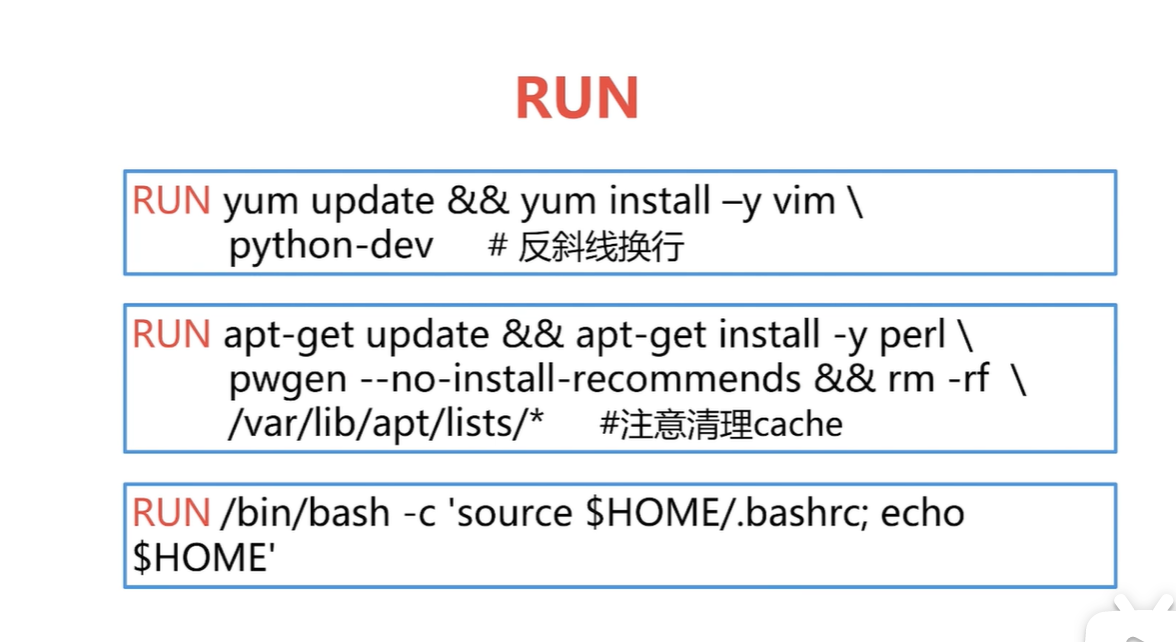 RUN
RUN yum update && yum install –y vim \
python-dev # 反斜线换行
RUN apt-get update && apt-get install -y perl \
pwgen --no-install-recommends && rm -rf \
/var/lib/apt/lists/* #注意清理cache
RUN /bin/bash -c 'source $HOME/.bashrc; echo
$HOME'